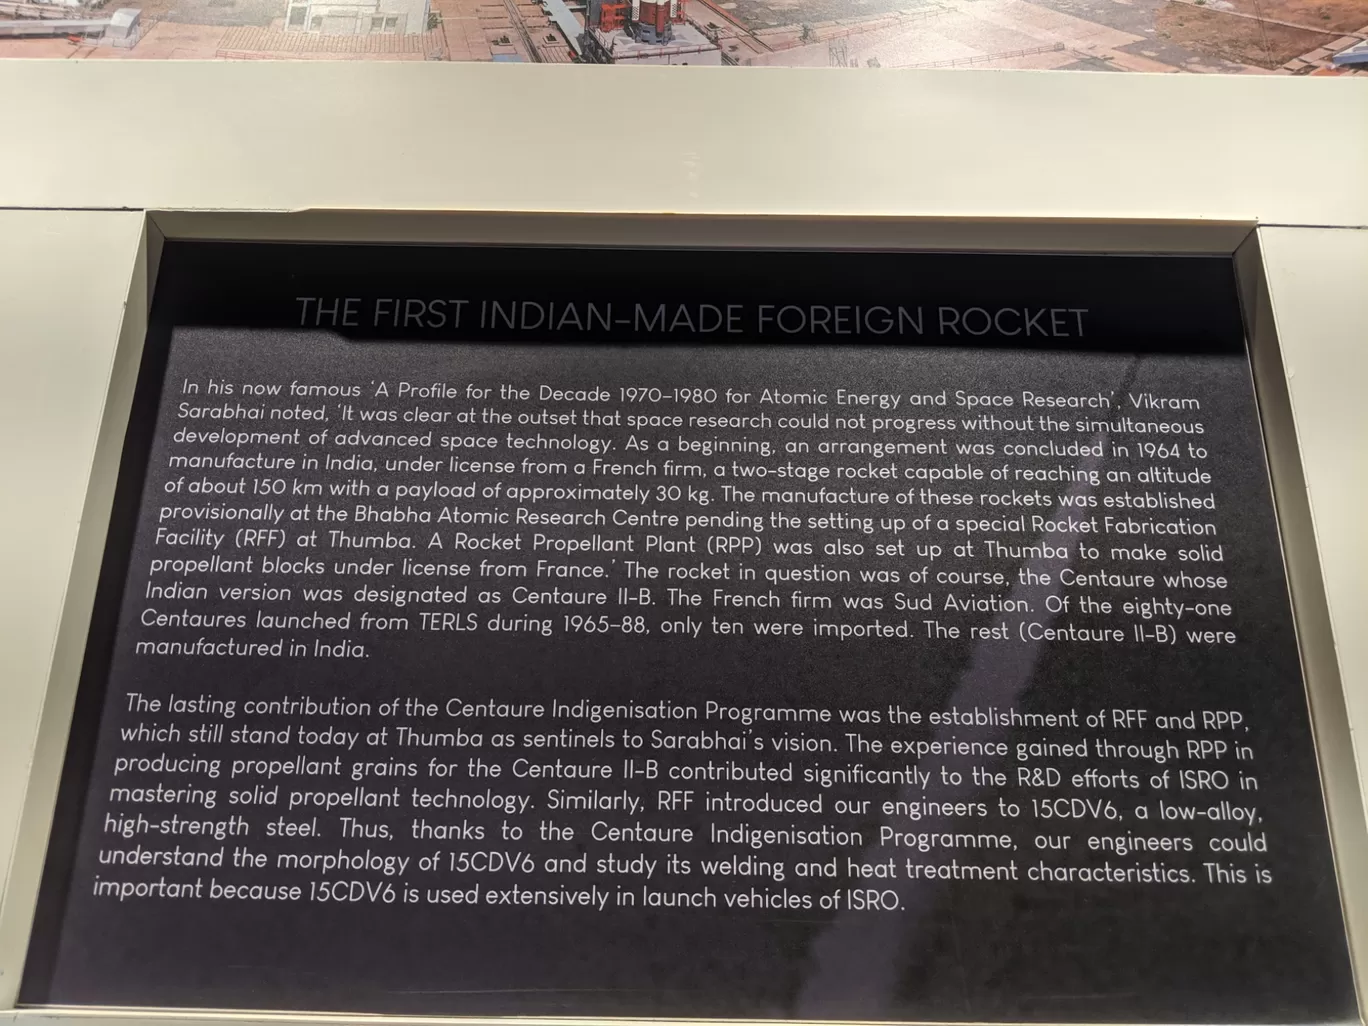 THE FIRST INDIAN-MADE FOREIGN ROCKET
In his now famous 'A Profile for the Decade 1970-1980 for Atomic Energy and Space Research', Vikram
Sarabhai noted, 'It was clear at the outset that space research could not progress without the simultaneous
development of advanced space technology. As a beginning, an arrangement was concluded in 1964 to
manufacture in India, under license from a French firm, a two-stage rocket capable of reaching an altitude
of about 150 km with a payload of approximately 30 kg. The manufacture of these rockets was established
provisionally at the Bhabha Atomic Research Centre pending the setting up of a special Rocket Fabrication
Facility (RFF) at Thumba. A Rocket Propellant Plant (RPP) was also set up at Thumba to make solid
propellant blocks under license from France.' The rocket in question was of course, the Centaure whose
Indian version was designated as Centaure II-B. The French firm was Sud Aviation. Of the eighty-one
Centaures launched from TERLS during 1965-88, only ten were imported. The rest (Centaure II-B) were
manufactured in India.
The lasting contribution of the Centaure Indigenisation Programme was the establishment of RFF and RPP,
which still stand today at Thumba as sentinels to Sarabhai's vision. The experience gained through RPP in
producing propellant grains for the Centaure II-B contributed significantly to the R&D efforts of ISRO in
mastering solid propellant technology. Similarly, RFF introduced our engineers to 15CDV6, a low-alloy,
high-strength steel. Thus, thanks to the Centaure Indigenisation Programme, our engineers could
understand the morphology of 15CDV6 and study its welding and heat treatment characteristics. This is
important because 15CDV6 is used extensively in launch vehicles of ISRO.